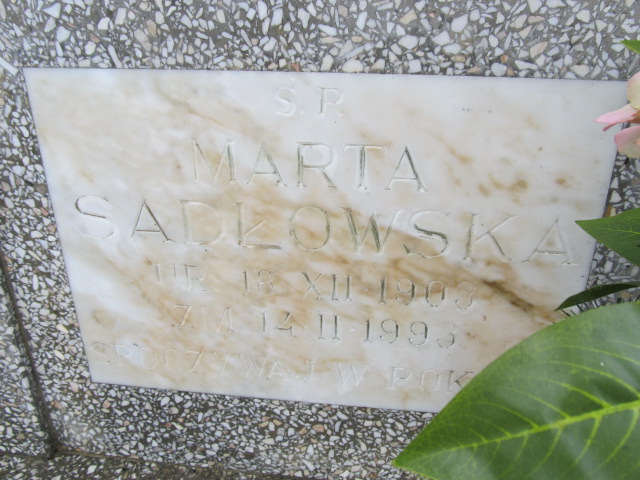 Ś.P.
MARTA
SADŁOWSKA
UR. 18 XII 1903
ZM. 14 II 1993
SPOCZYWAJ W POK